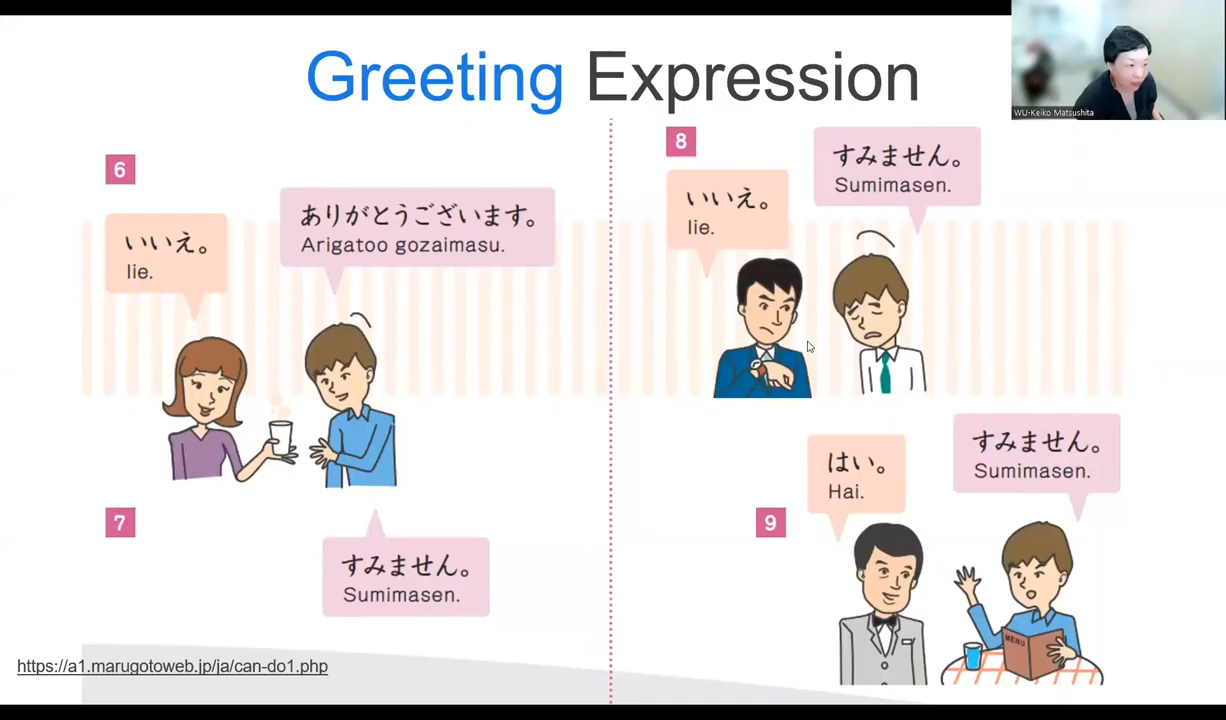 Greeting Expression
WU-Keiko Matsushita
6
いいえ。
Iie.
ありがとうございます。
Arigatoo gozaimasu.
7
すみません。
Sumimasen.
8
いいえ。
Iie.
すみません。
Sumimasen.
9
はい。
Hai.
すみません。
Sumimasen.
MENU
https://a1.marugotoweb.jp/ja/can-do1.php